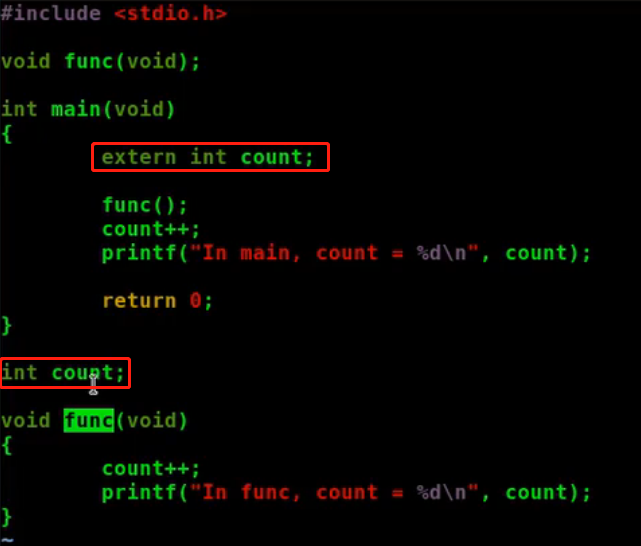 #include <stdio.h>
void func(void);
int main(void)
{
extern int count;
func();
count++;
printf("In main, count = %d\n", count);
return 0;
}
int count;
void func(void)
{
count++;
printf("In func, count = %d\n", count);
}
~